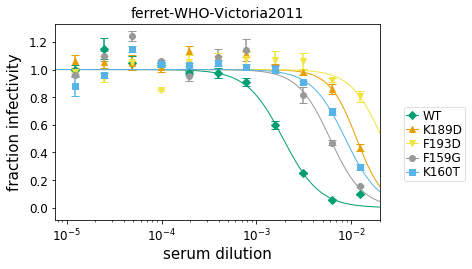 ferret-WHO-Victoria2011
fraction infectivity
1.2
1.0
0.8
0.6
0.4
0.2
0.0
10⁻⁵
10⁻⁴
10⁻³
10⁻²
serum dilution
WT
K189D
F193D
F159G
K160T